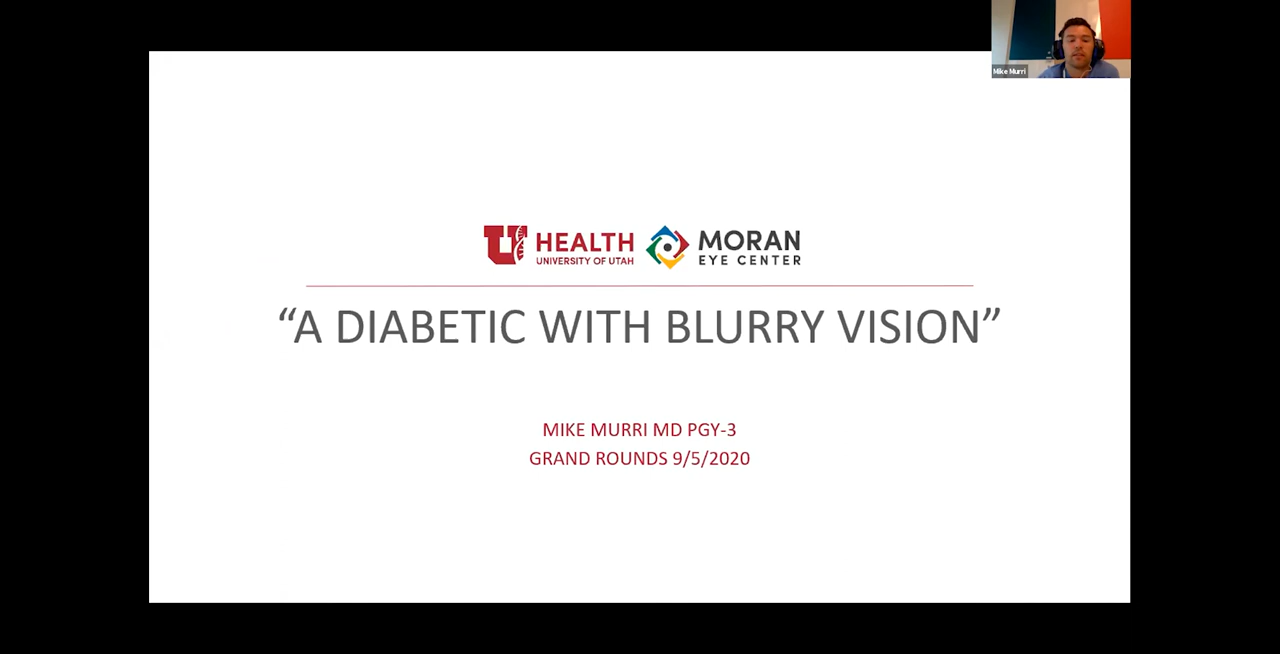 Mike Murri
U HEALTH
UNIVERSITY OF UTAH
MORAN
EYE CENTER
“A DIABETIC WITH BLURRY VISION”
MIKE MURRI MD PGY-3
GRAND ROUNDS 9/5/2020